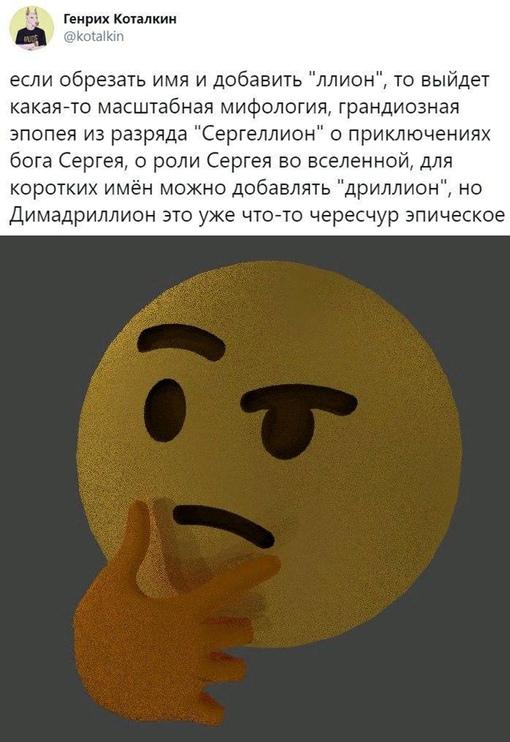 Генрих Коталкин
@kotalkin
если обрезать имя и добавить "ллион", то выйдет
какая-то масштабная мифология, грандиозная
эпопея из разряда "Сергеллион" о приключениях
бога Сергея, о роли Сергея во вселенной, для
коротких имён можно добавлять "дриллион", но
Димадриллион это уже что-то чересчур эпическое